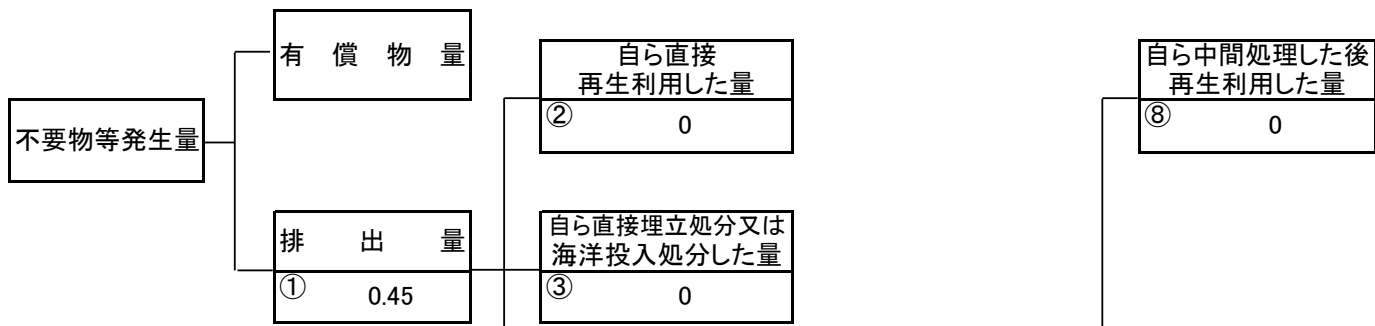 有償物量
自ら直接
再生利用した量
② 0
自ら中間処理した後
再生利用した量
⑧ 0
不要物等発生量
排出量
① 0.45
自ら直接埋立処分又は
海洋投入処分した量
③ 0